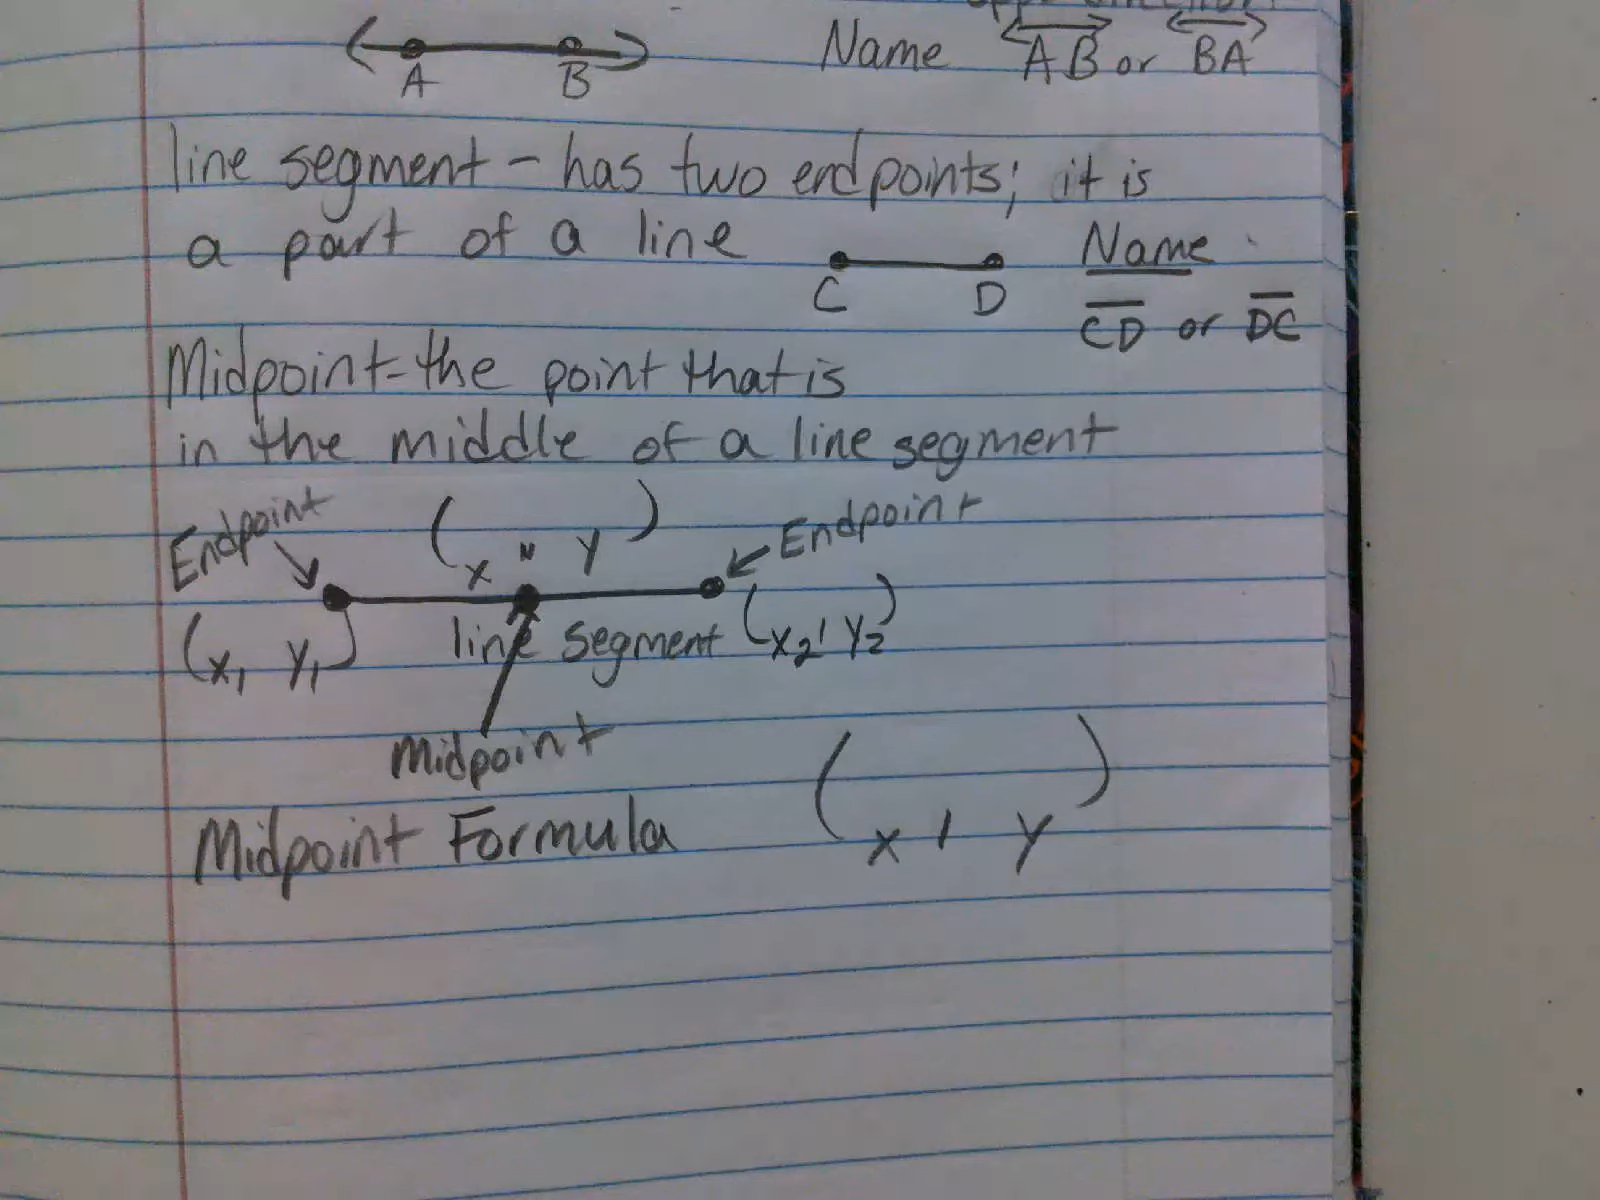 A B Name AB or BA
line segment - has two endpoints; it is
a part of a line
C D Name
CD or DC
Midpoint - the point that is
in the middle of a line segment
Endpoint ( x , y ) Endpoint
(x₁ y₁) line segment (x₂, y₂)
Midpoint
Midpoint Formula ( x , y )